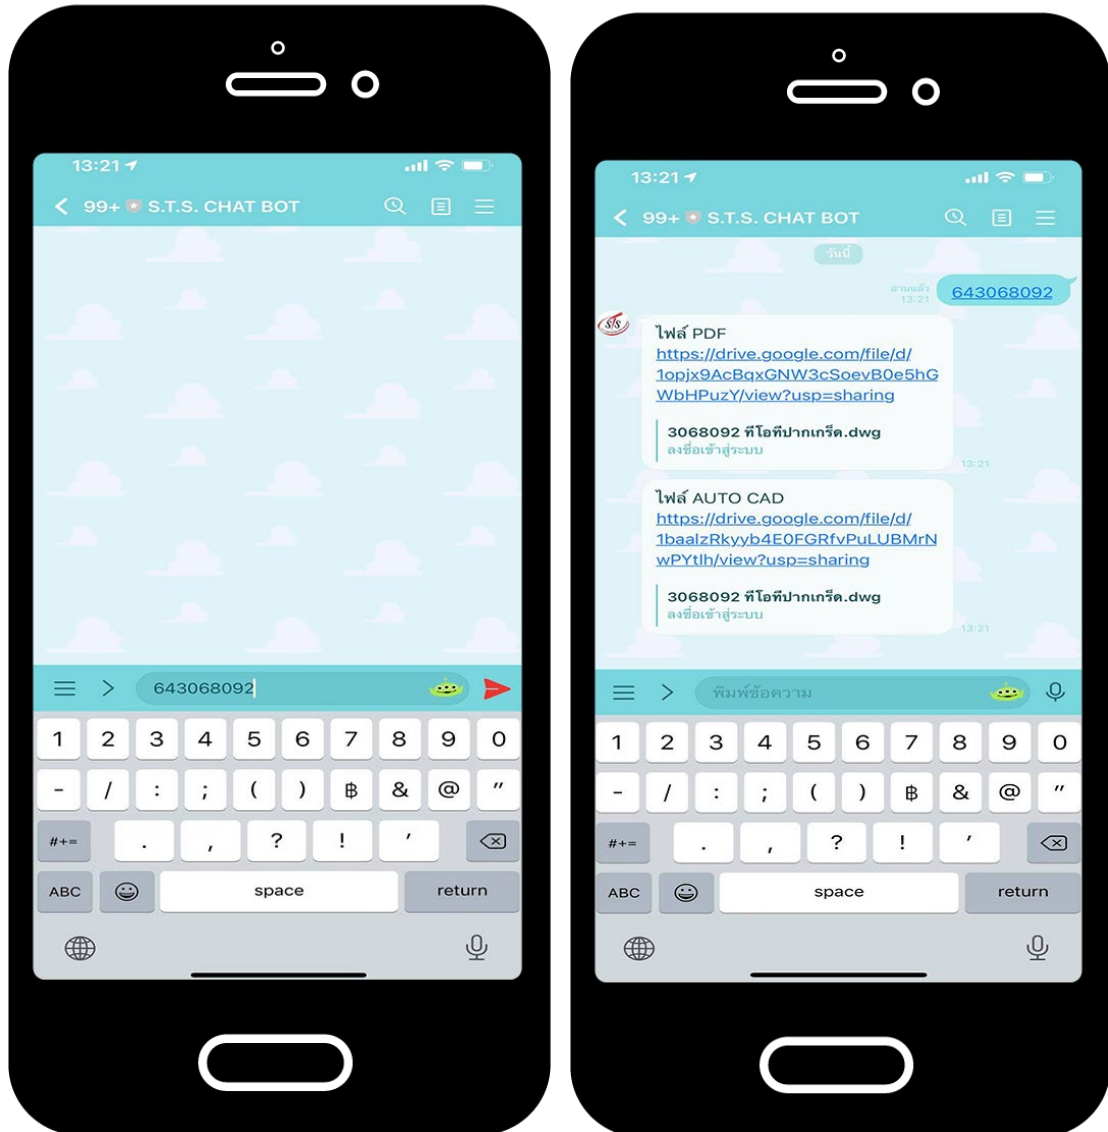 13:21
99+ S.T.S. CHAT BOT
643068092
1 2 3 4 5 6 7 8 9 0
- / : ; ( ) ฿ & @ "
#+= . , ? ! '
ABC space return
13:21
99+ S.T.S. CHAT BOT
วันนี้
อ่านแล้ว
13:21
643068092
STS
ไฟล์ PDF
https://drive.google.com/file/d/
1opjx9AcBqxGNW3cSoevB0e5hG
WbHPuzY/view?usp=sharing
3068092 ทีโอทีปากเกร็ด.dwg
ลงชื่อเข้าสู่ระบบ
13:21
ไฟล์ AUTO CAD
https://drive.google.com/file/d/
1baalzRkyyb4E0FGRfvPuLUBMrN
wPYtlh/view?usp=sharing
3068092 ทีโอทีปากเกร็ด.dwg
ลงชื่อเข้าสู่ระบบ
13:21
พิมพ์ข้อความ
1 2 3 4 5 6 7 8 9 0
- / : ; ( ) ฿ & @ "
#+= . , ? ! '
ABC space return